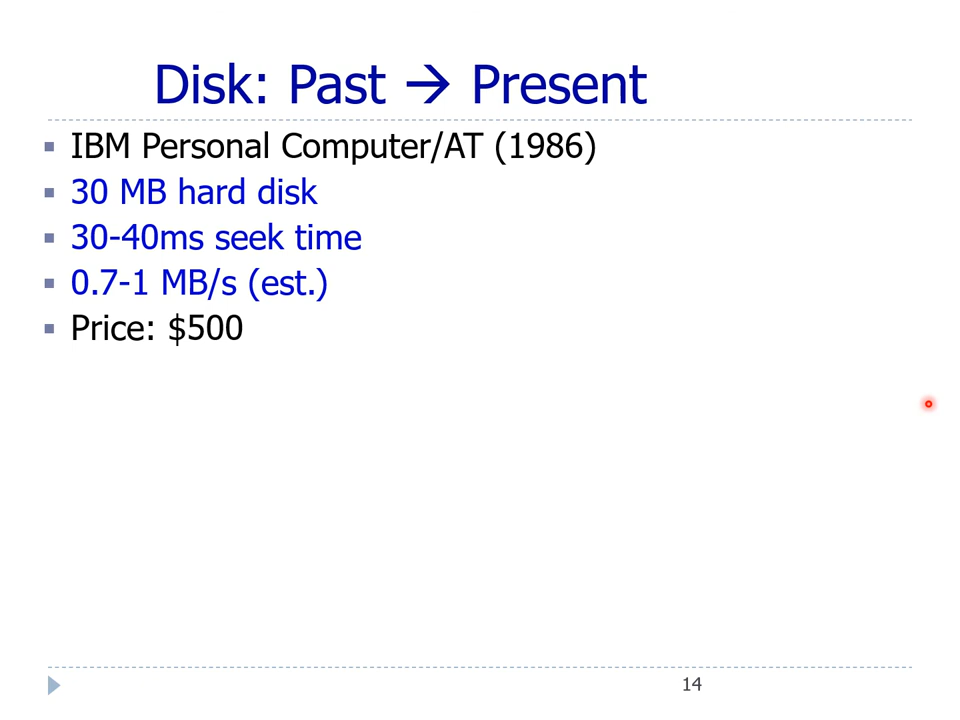 Disk: Past → Present
IBM Personal Computer/AT (1986)
30 MB hard disk
30-40ms seek time
0.7-1 MB/s (est.)
Price: $500
14